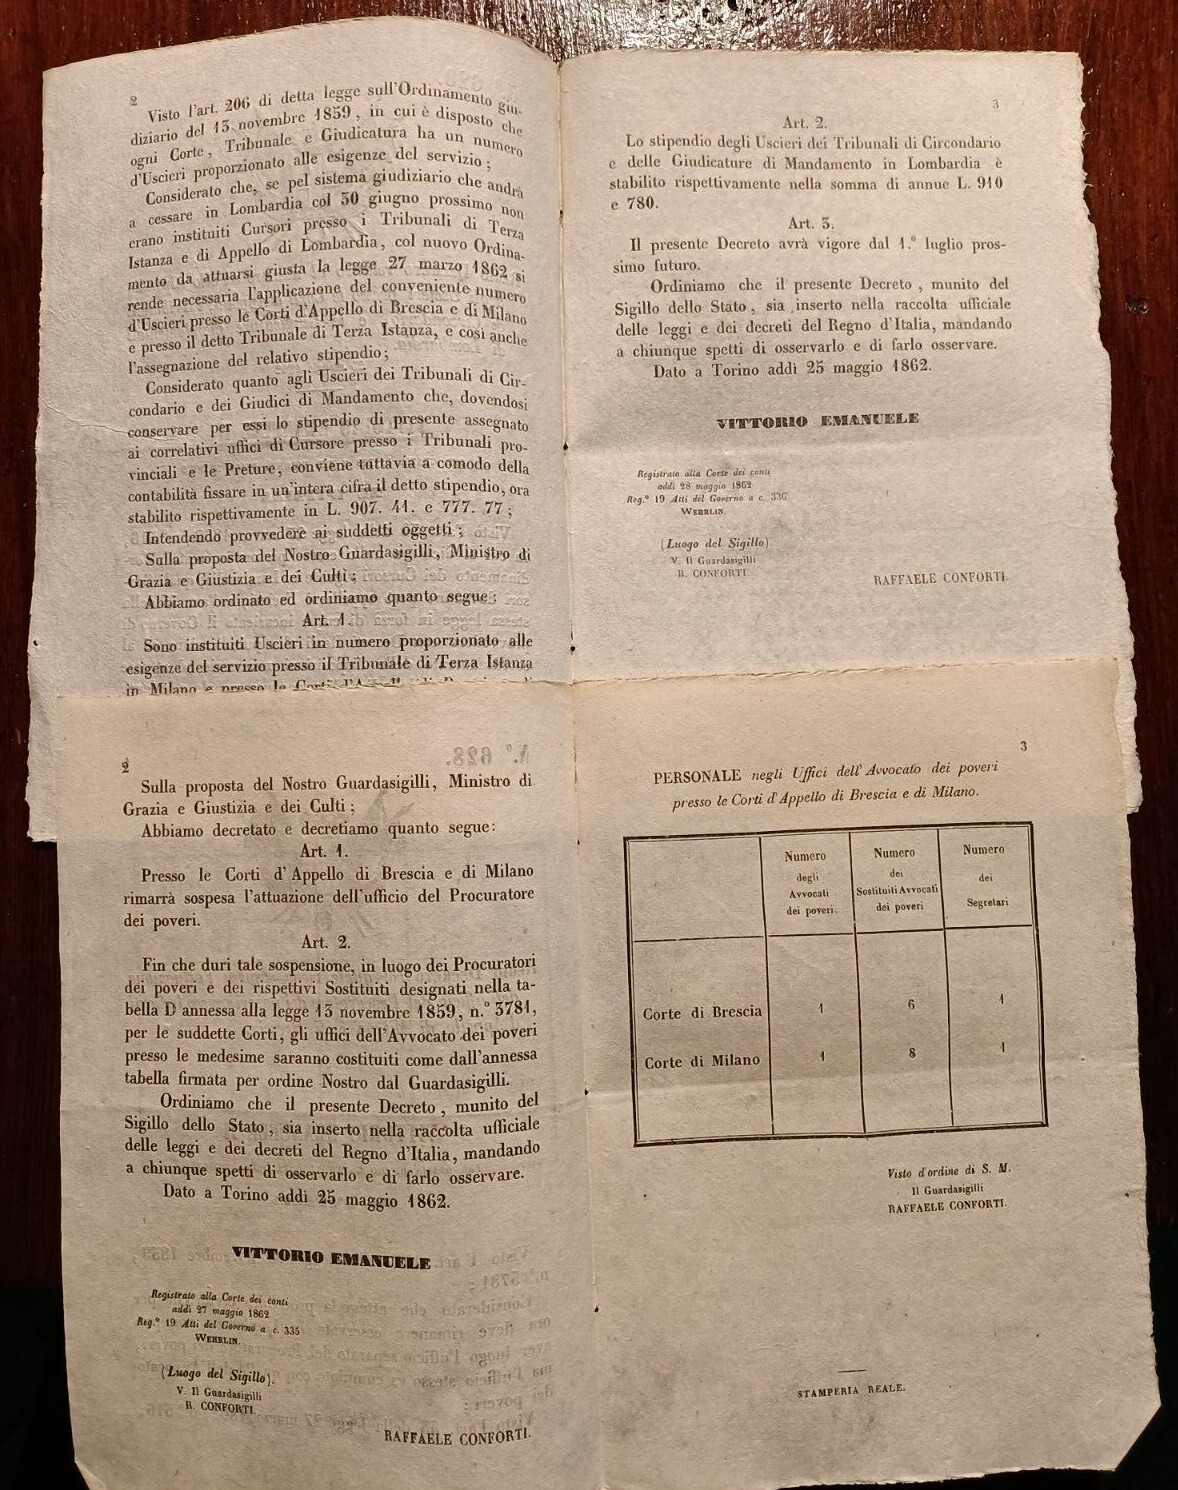 2
Visto l'art. 206 di detta legge sull'Ordinamento giu-
diziario del 13 novembre 1859, in cui è disposto che
ogni Corte, Tribunale e Giudicatura ha un numero
d'Uscieri proporzionato alle esigenze del servizio;
Considerato che, se pel sistema giudiziario che andrà
a cessare in Lombardia col 30 giugno prossimo non
erano instituiti Cursori presso i Tribunali di Terza
Istanza e di Appello di Lombardia, col nuovo Ordina-
mento da attuarsi giusta la legge 27 marzo 1862 si
rende necessaria l'applicazione del conveniente numero
d'Uscieri presso le Corti d'Appello di Brescia e di Milano
e presso il detto Tribunale di Terza Istanza, e così anche
l'assegnazione del relativo stipendio;
Considerato quanto agli Uscieri dei Tribunali di Cir-
condario e dei Giudici di Mandamento che, dovendosi
conservare per essi lo stipendio di presente assegnato
ai correlativi uffici di Cursore presso i Tribunali pro-
vinciali e le Preture, conviene tuttavia a comodo della
contabilità fissare in un'intera cifra il detto stipendio, ora
stabilito rispettivamente in L. 907. 41. e 777. 77;
Intendendo provvedere ai suddetti oggetti;
Sulla proposta del Nostro Guardasigilli, Ministro di
Grazia e Giustizia e dei Culti;
Abbiamo ordinato ed ordiniamo quanto segue:
Art. 1.
Sono instituiti Uscieri in numero proporzionato alle
esigenze del servizio presso il Tribunale di Terza Istanza
in Milano e presso le Corti d'Appello di
3
Art. 2.
Lo stipendio degli Uscieri dei Tribunali di Circondario
e delle Giudicature di Mandamento in Lombardia è
stabilito rispettivamente nella somma di annue L. 910
e 780.
Art. 3.
Il presente Decreto avrà vigore dal 1.° luglio pros-
simo futuro.
Ordiniamo che il presente Decreto, munito del
Sigillo dello Stato, sia inserto nella raccolta ufficiale
delle leggi e dei decreti del Regno d'Italia, mandando
a chiunque spetti di osservarlo e di farlo osservare.
Dato a Torino addì 25 maggio 1862.
VITTORIO EMANUELE
Registrato alla Corte dei conti
addì 28 maggio 1862
Reg.° 19 Atti del Governo a c. 336
WEHRLIN.
(Luogo del Sigillo)
V. Il Guardasigilli
R. CONFORTI.
RAFFAELE CONFORTI.
2
N.° 628.
Sulla proposta del Nostro Guardasigilli, Ministro di
Grazia e Giustizia e dei Culti;
Abbiamo decretato e decretiamo quanto segue:
Art. 1.
Presso le Corti d'Appello di Brescia e di Milano
rimarrà sospesa l'attuazione dell'ufficio del Procuratore
dei poveri.
Art. 2.
Fin che duri tale sospensione, in luogo dei Procuratori
dei poveri e dei rispettivi Sostituiti designati nella ta-
bella D annessa alla legge 13 novembre 1859, n.° 3781,
per le suddette Corti, gli uffici dell'Avvocato dei poveri
presso le medesime saranno costituiti come dall'annessa
tabella firmata per ordine Nostro dal Guardasigilli.
Ordiniamo che il presente Decreto, munito del
Sigillo dello Stato, sia inserto nella raccolta ufficiale
delle leggi e dei decreti del Regno d'Italia, mandando
a chiunque spetti di osservarlo e di farlo osservare.
Dato a Torino addì 25 maggio 1862.
VITTORIO EMANUELE
Registrato alla Corte dei conti
addì 27 maggio 1862
Reg.° 19 Atti del Governo a c. 335
WEHRLIN.
(Luogo del Sigillo).
V. Il Guardasigilli
R. CONFORTI.
RAFFAELE CONFORTI.
3
PERSONALE negli Uffici dell'Avvocato dei poveri
presso le Corti d'Appello di Brescia e di Milano.
Numero degli Avvocati dei poveri.
Numero dei Sostituiti Avvocati dei poveri
Numero dei Segretari
Corte di Brescia 1 6 1
Corte di Milano 1 8 1
Visto d'ordine di S. M.
Il Guardasigilli
RAFFAELE CONFORTI.
STAMPERIA REALE.